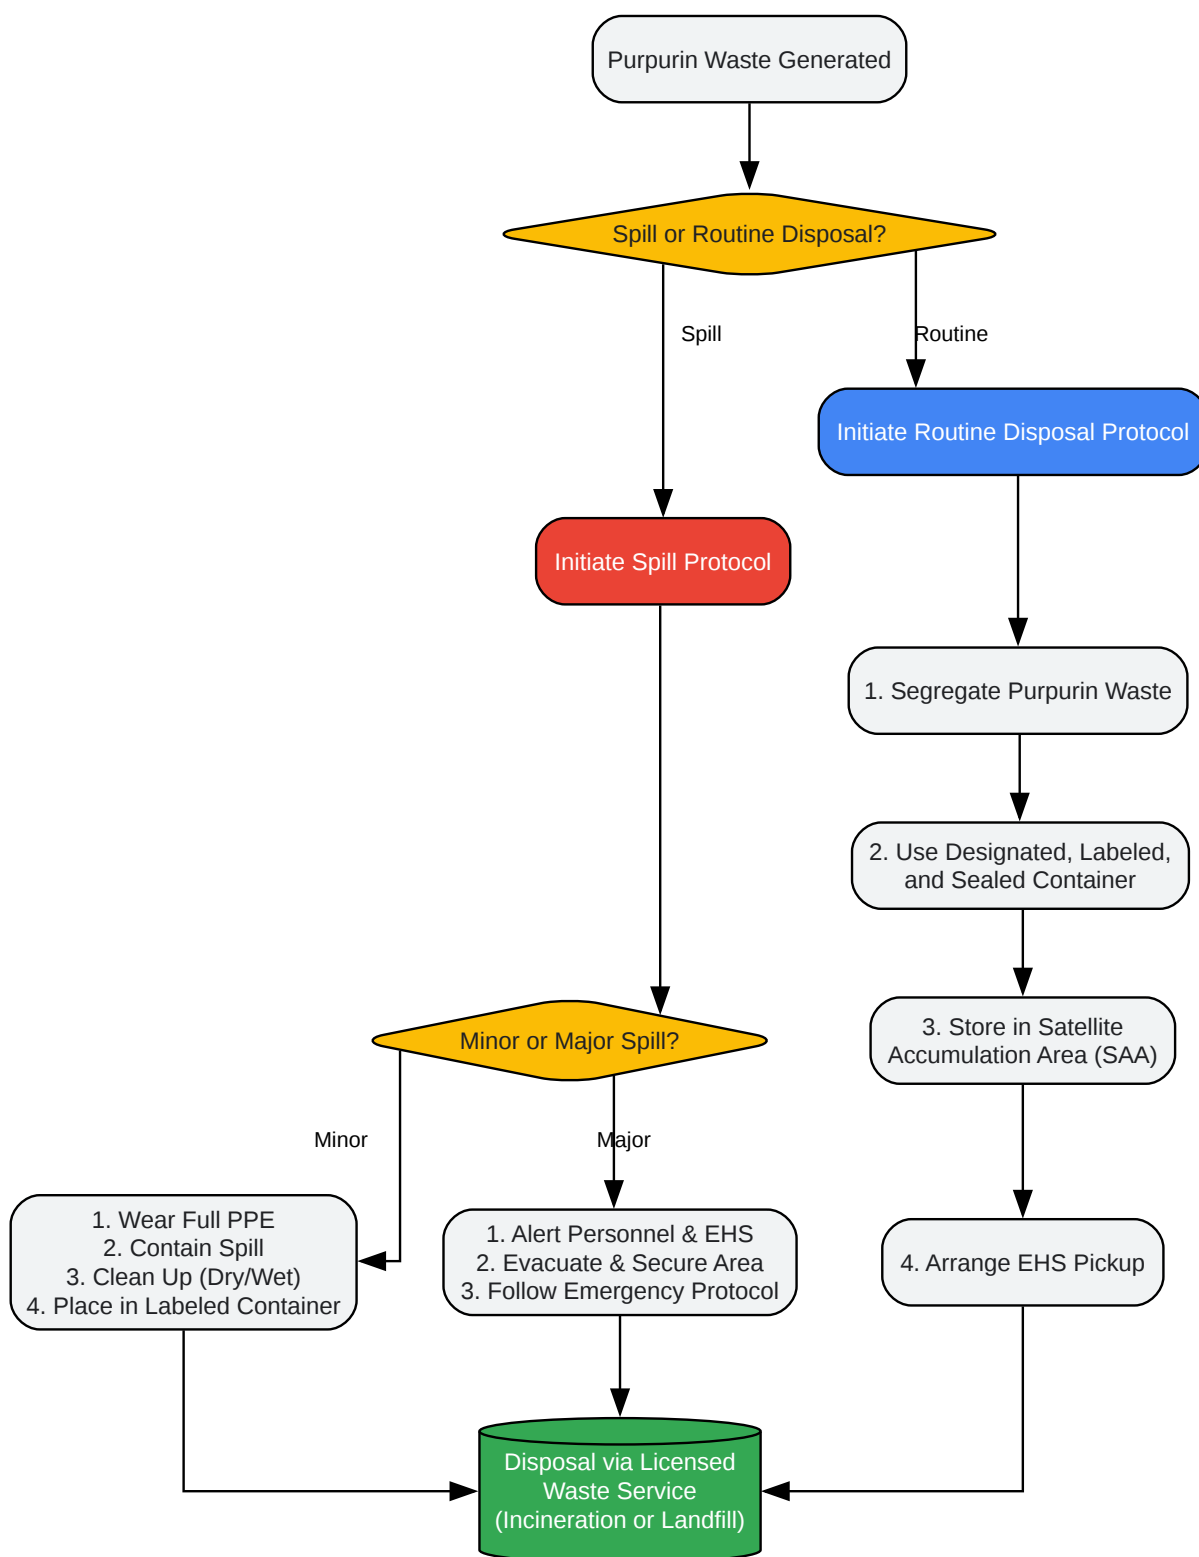 Purpurin Waste Generated
Spill or Routine Disposal?
Spill
Routine
Initiate Routine Disposal Protocol
Initiate Spill Protocol
1. Segregate Purpurin Waste
2. Use Designated, Labeled,
and Sealed Container
3. Store in Satellite
Accumulation Area (SAA)
Minor or Major Spill?
Minor
Major
1. Wear Full PPE
2. Contain Spill
3. Clean Up (Dry/Wet)
4. Place in Labeled Container
1. Alert Personnel & EHS
2. Evacuate & Secure Area
3. Follow Emergency Protocol
4. Arrange EHS Pickup
Disposal via Licensed
Waste Service
(Incineration or Landfill)